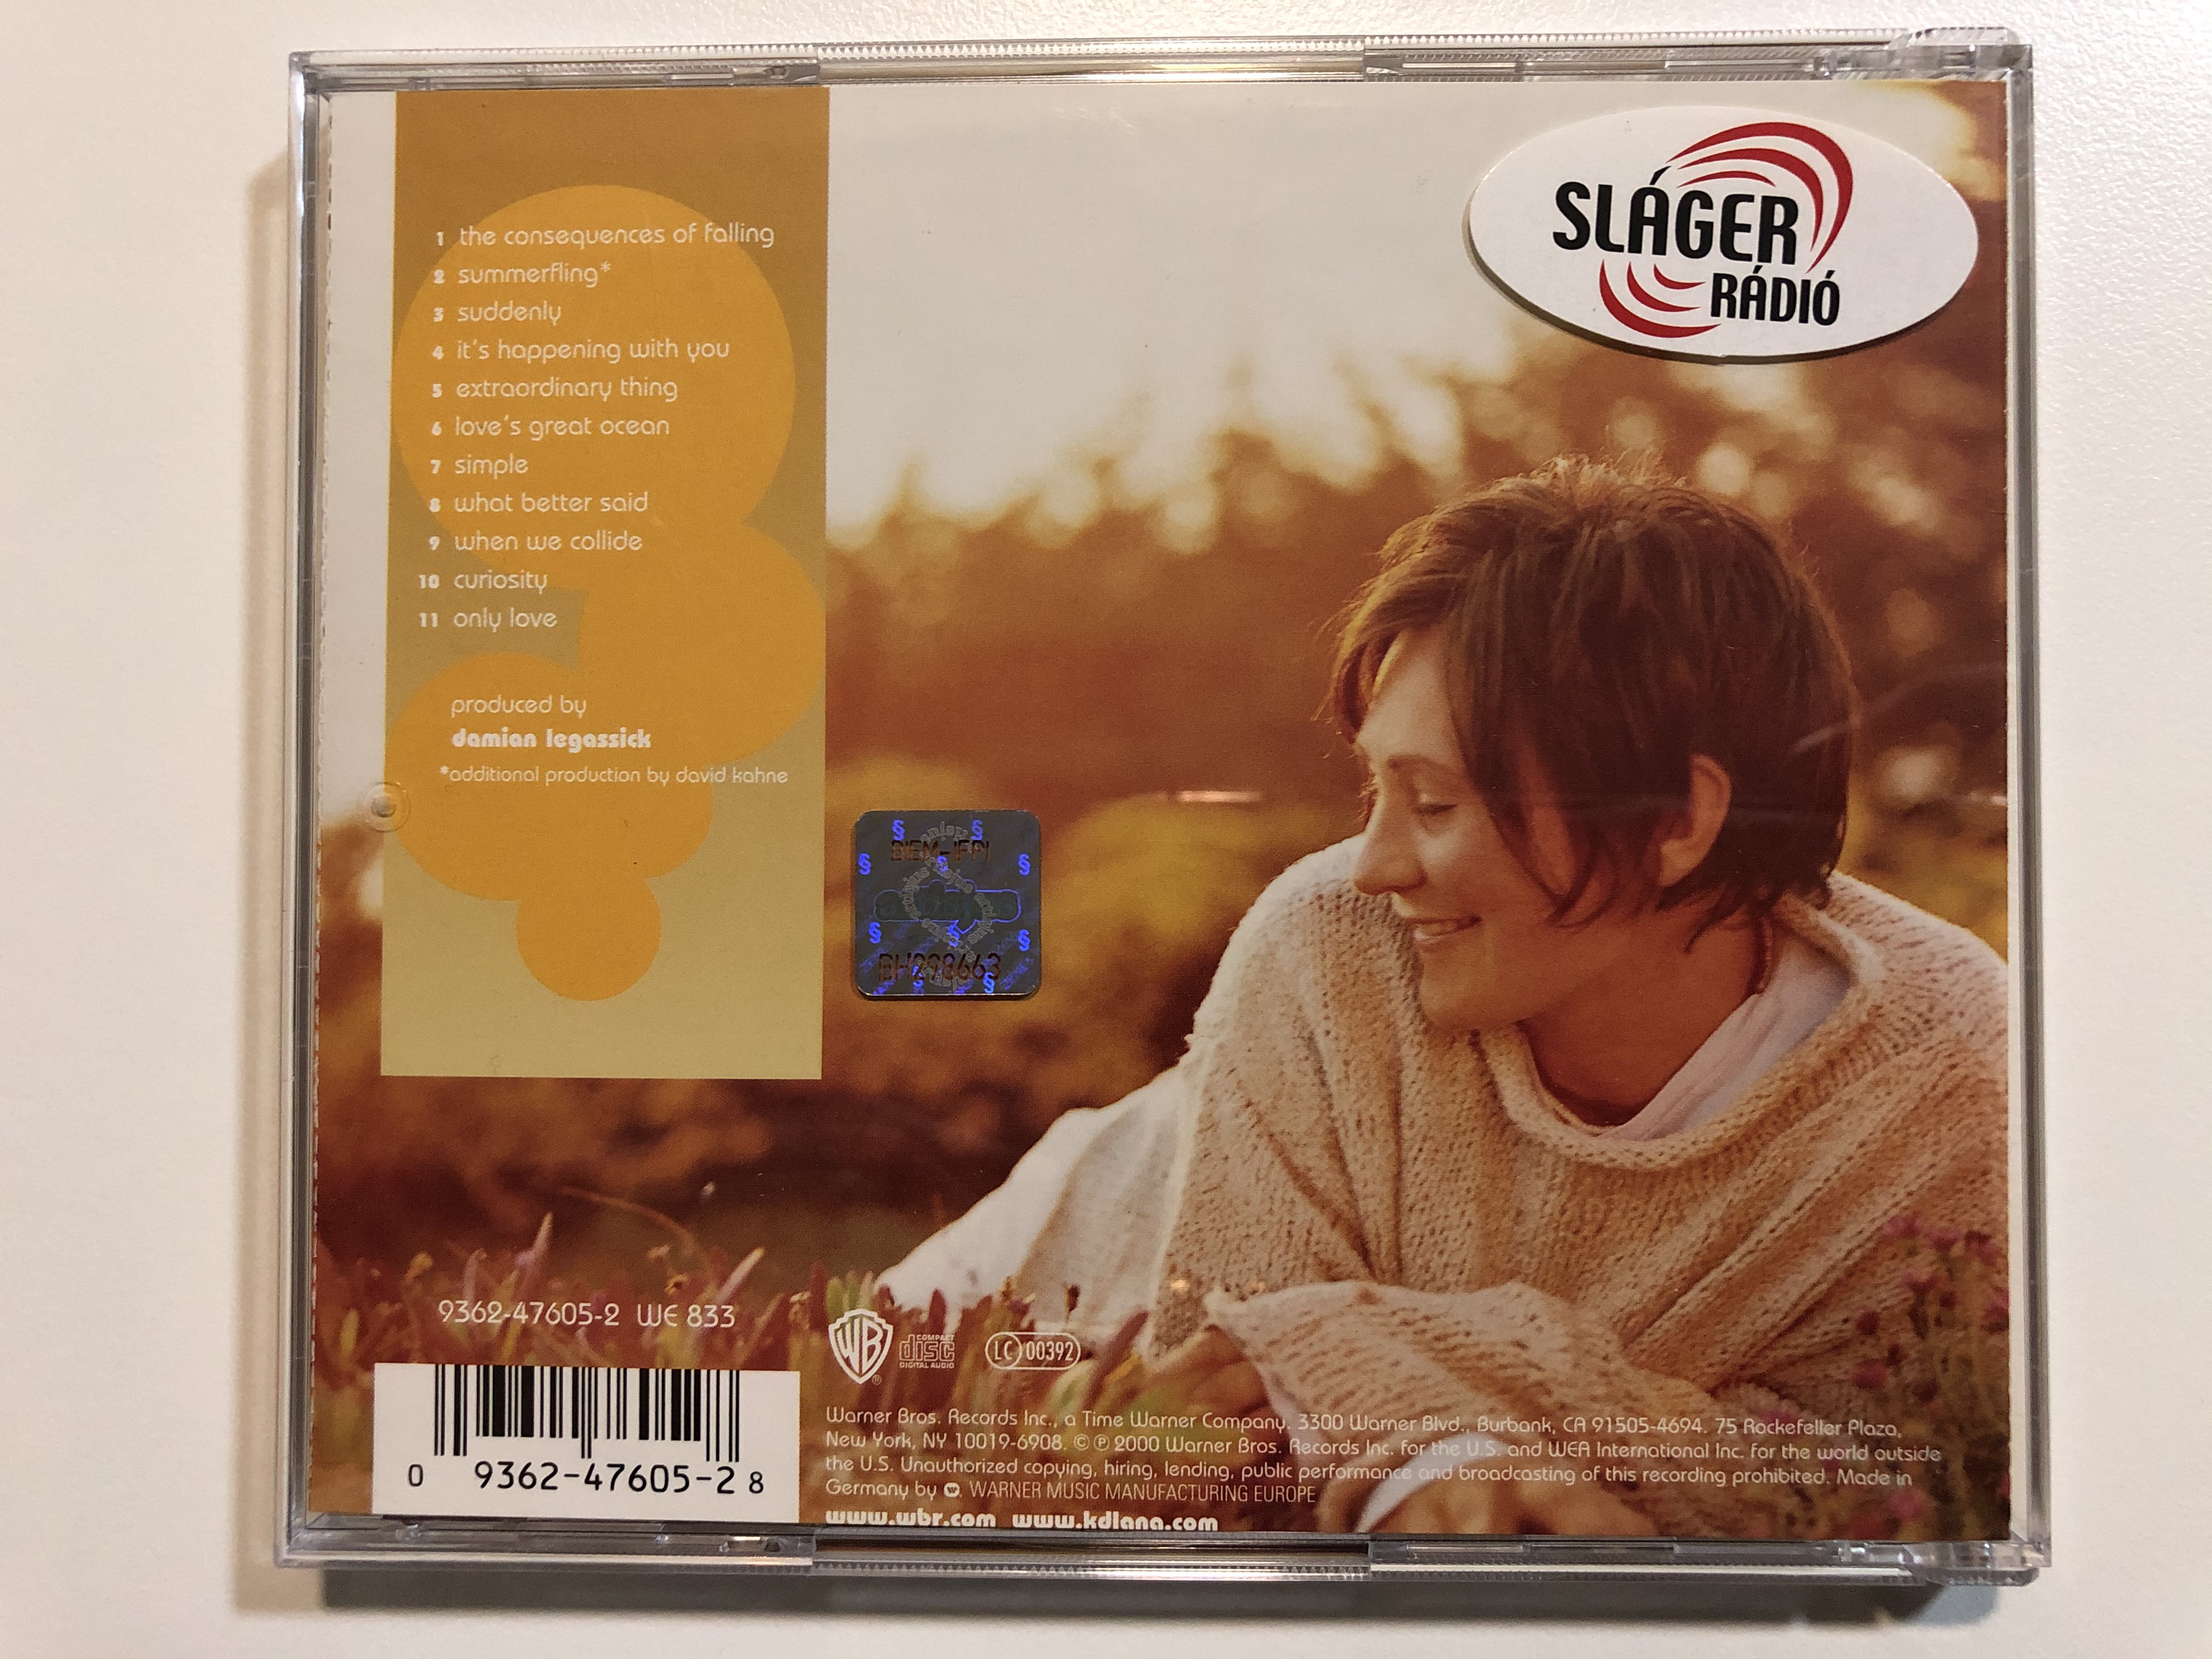 1 the consequences of falling
2 summerfling*
3 suddenly
4 it's happening with you
5 extraordinary thing
6 love's great ocean
7 simple
8 what better said
9 when we collide
10 curiosity
11 only love
produced by
damian legassick
*additional production by david kahne
SLÁGER
RÁDIÓ
BIEM-IFPI
artisjus
BH298663
9362-47605-2 WE 833
0 9362-47605-2 8
WB
®
COMPACT
disc
DIGITAL AUDIO
LC 00392
Warner Bros. Records Inc., a Time Warner Company, 3300 Warner Blvd., Burbank, CA 91505-4694. 75 Rockefeller Plaza,
New York, NY 10019-6908. © ℗ 2000 Warner Bros. Records Inc. for the U.S. and WEA International Inc. for the world outside
the U.S. Unauthorized copying, hiring, lending, public performance and broadcasting of this recording prohibited. Made in
Germany by WARNER MUSIC MANUFACTURING EUROPE
www.wbr.com www.kdlang.com